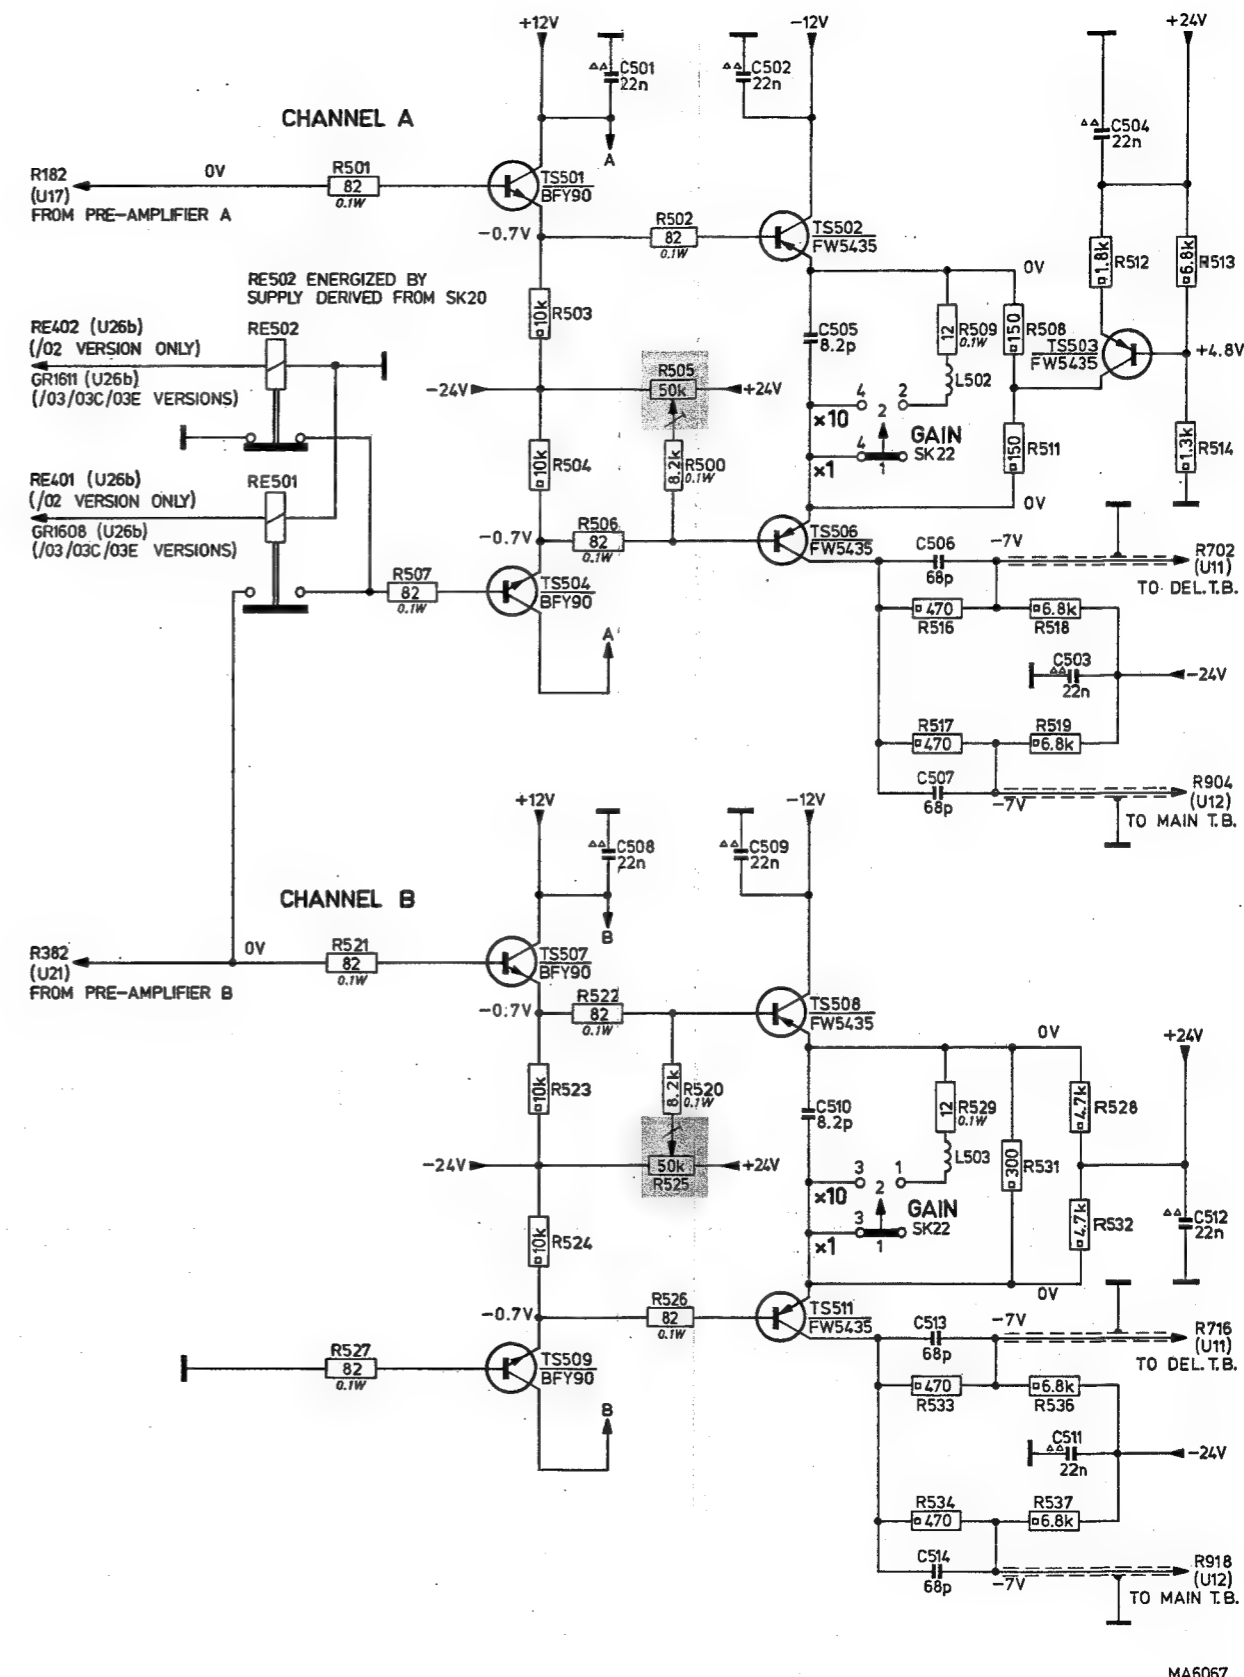 +12V
-12V
+24V
△△ C501
22n
△△ C502
22n
△△ C504
22n
CHANNEL A
A
R182
(U17)
FROM PRE-AMPLIFIER A
0V
R501
82
0.1W
TS501
BFY90
-0.7V
R502
82
0.1W
TS502
FW5435
0V
1.8k
R512
6.8k
R513
RE502 ENERGIZED BY
SUPPLY DERIVED FROM SK20
RE402 (U26b)
(/02 VERSION ONLY)
GR1611 (U26b)
(/03/03C/03E VERSIONS)
RE502
10k
R503
C505
8.2p
12
R509
0.1W
150
R508
TS503
FW5435
+4.8V
L502
-24V
R505
50k
+24V
4
2
×10
2
GAIN
SK22
4
1
×1
150
R511
1.3k
R514
10k
R504
8.2k
R500
0.1W
RE401 (U26b)
(/02 VERSION ONLY)
GR1608 (U26b)
(/03/03C/03E VERSIONS)
RE501
-0.7V
R506
82
0.1W
TS506
FW5435
0V
C506
68p
-7V
R702
(U11)
TO DEL.T.B.
R507
82
0.1W
TS504
BFY90
A
470
R516
6.8k
R518
△△ C503
22n
-24V
R517
470
R519
6.8k
C507
68p
-7V
R904
(U12)
TO MAIN T.B.
+12V
-12V
△△ C508
22n
△△ C509
22n
CHANNEL B
B
R382
(U21)
FROM PRE-AMPLIFIER B
0V
R521
82
0.1W
TS507
BFY90
-0.7V
R522
82
0.1W
TS508
FW5435
0V
+24V
10k
R523
8.2k
R520
0.1W
C510
8.2p
12
R529
0.1W
L503
300
R531
4.7k
R528
-24V
50k
R525
+24V
3
1
×10
2
GAIN
SK22
3
1
×1
4.7k
R532
△△ C512
22n
10k
R524
-0.7V
R526
82
0.1W
TS511
FW5435
0V
C513
68p
-7V
R716
(U11)
TO DEL.T.B.
R527
82
0.1W
TS509
BFY90
B
470
R533
6.8k
R536
△△ C511
22n
-24V
R534
470
R537
6.8k
C514
68p
-7V
R918
(U12)
TO MAIN T.B.
MA6067